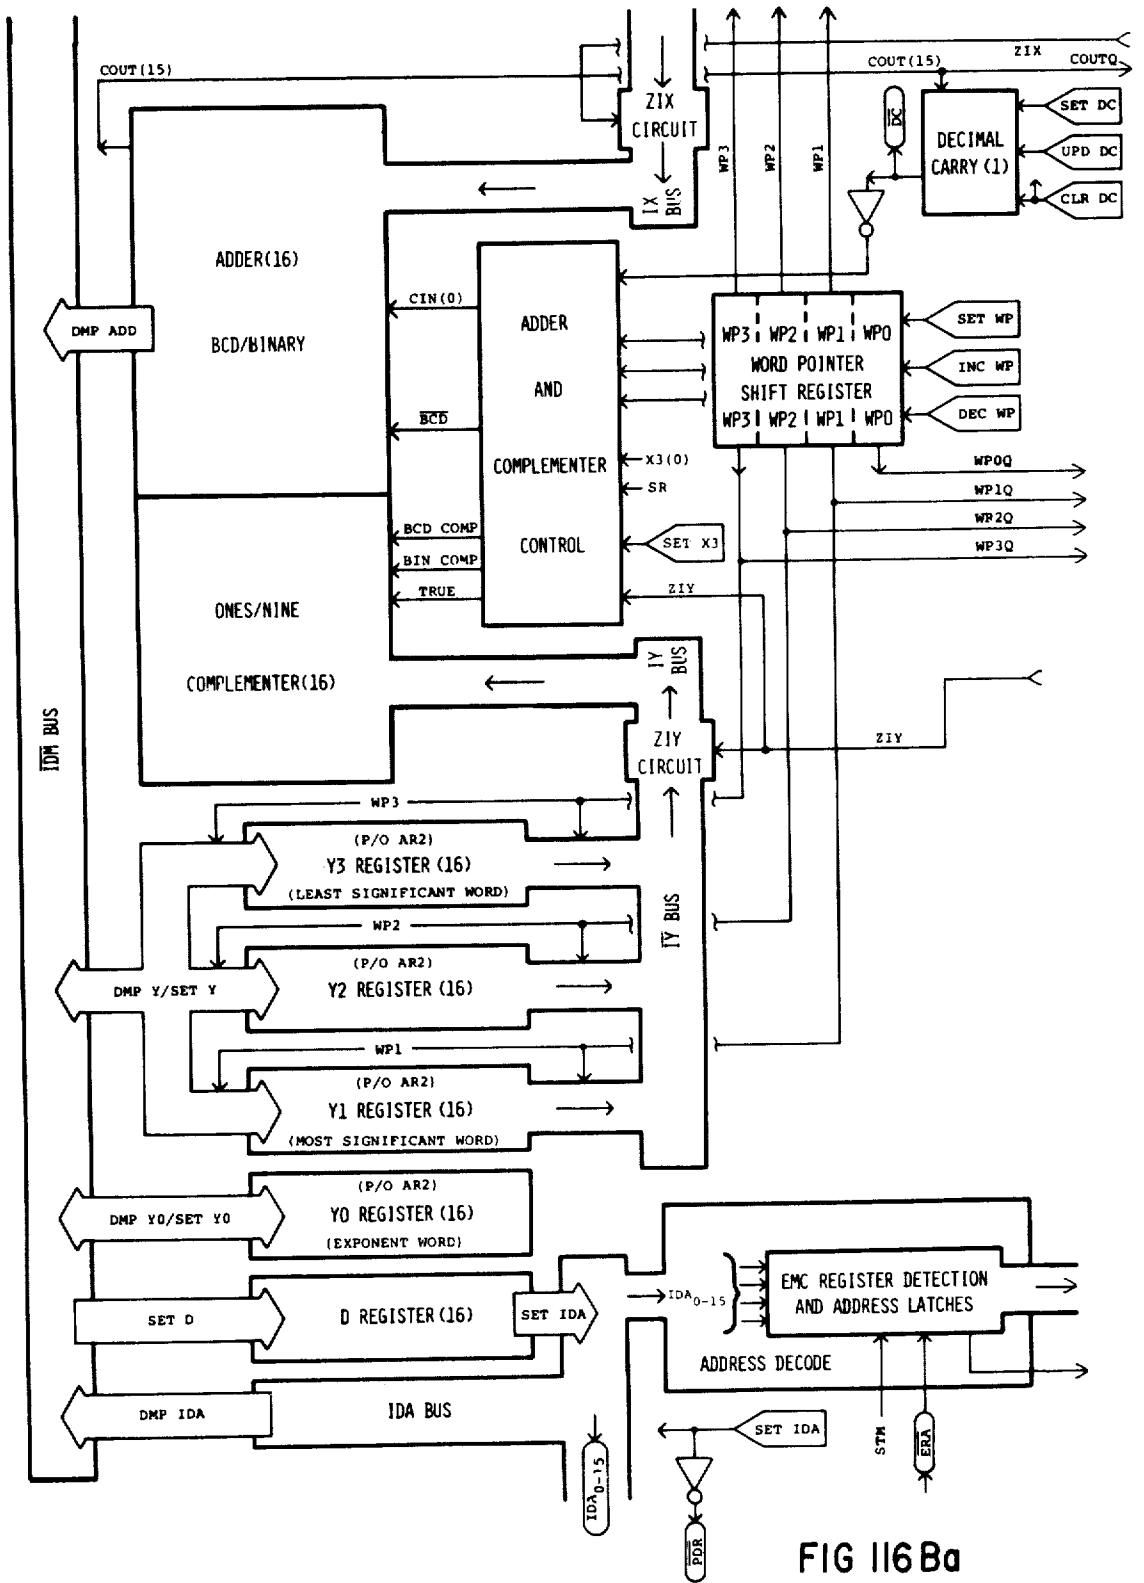 COUT(15)
ZIX
CIRCUIT
IX BUS
WP3
WP2
WP1
ZIX
COUT(15)
COUTQ
DC
DECIMAL
CARRY (1)
SET DC
UPD DC
CLR DC
ADDER(16)
BCD/BINARY
DMP ADD
CIN(0)
BCD
ADDER
AND
COMPLEMENTER
CONTROL
WP3 WP2 WP1 WP0
WORD POINTER
SHIFT REGISTER
WP3 WP2 WP1 WP0
SET WP
INC WP
DEC WP
X3(0)
SR
SET X3
WP0Q
WP1Q
WP2Q
WP3Q
BCD COMP
BIN COMP
TRUE
ZIY
ONES/NINE
COMPLEMENTER(16)
IY BUS
ZIY
CIRCUIT
ZIY
IDM BUS
WP3
(P/O AR2)
Y3 REGISTER (16)
(LEAST SIGNIFICANT WORD)
IY BUS
WP2
(P/O AR2)
DMP Y/SET Y
Y2 REGISTER (16)
WP1
(P/O AR2)
Y1 REGISTER (16)
(MOST SIGNIFICANT WORD)
(P/O AR2)
DMP Y0/SET Y0
Y0 REGISTER (16)
(EXPONENT WORD)
SET D
D REGISTER (16)
SET IDA
IDA0-15
EMC REGISTER DETECTION
AND ADDRESS LATCHES
ADDRESS DECODE
DMP IDA
IDA BUS
IDA0-15
SET IDA
PDR
STM
ERA
FIG 116Ba